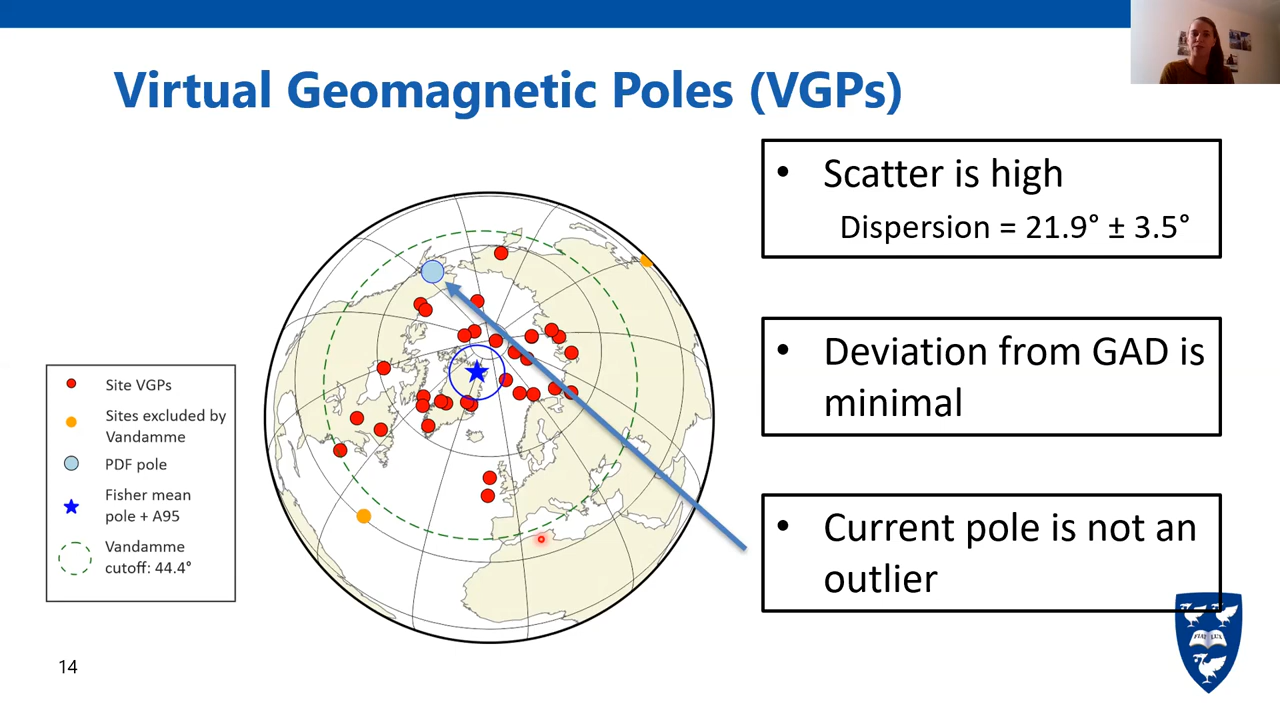 Virtual Geomagnetic Poles (VGPs)
• Scatter is high
Dispersion = 21.9° ± 3.5°
• Deviation from GAD is
minimal
• Current pole is not an
outlier
Site VGPs
Sites excluded by
Vandamme
PDF pole
Fisher mean
pole + A95
Vandamme
cutoff: 44.4°
FIAT LUX
14